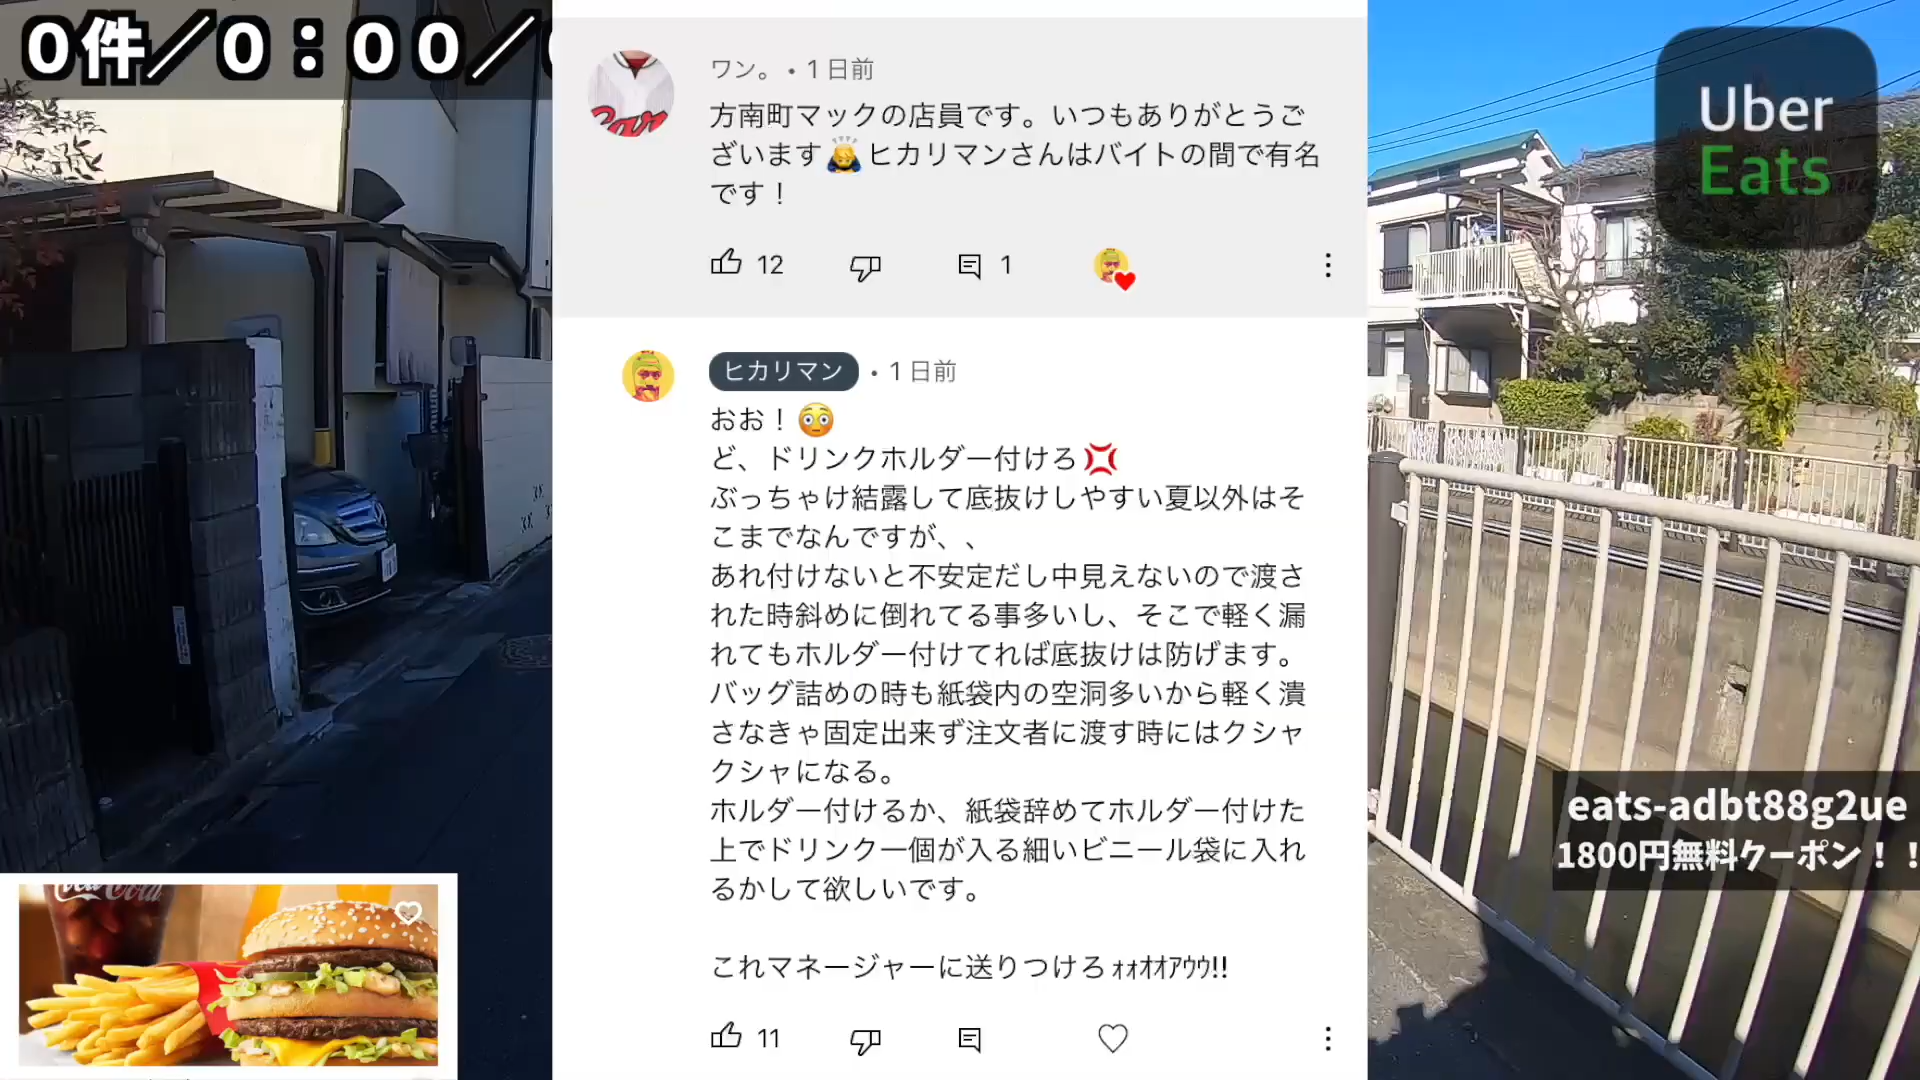 0件／0：00／
ワン。・1日前
方南町マックの店員です。いつもありがとうご
ざいます🙇ヒカリマンさんはバイトの間で有名
です！
12
1
ヒカリマン・1日前
おお！😳
ど、ドリンクホルダー付けろ💢
ぶっちゃけ結露して底抜けしやすい夏以外はそ
こまでなんですが、、
あれ付けないと不安定だし中見えないので渡さ
れた時斜めに倒れてる事多いし、そこで軽く漏
れてもホルダー付けてれば底抜けは防げます。
バッグ詰めの時も紙袋内の空洞多いから軽く潰
さなきゃ固定出来ず注文者に渡す時にはクシャ
クシャになる。
ホルダー付けるか、紙袋辞めてホルダー付けた
上でドリンク一個が入る細いビニール袋に入れ
るかして欲しいです。
これマネージャーに送りつけろｫｫｵｵｱｳｳ!!
11
Uber
Eats
eats-adbt88g2ue
1800円無料クーポン！！
Coca-Cola